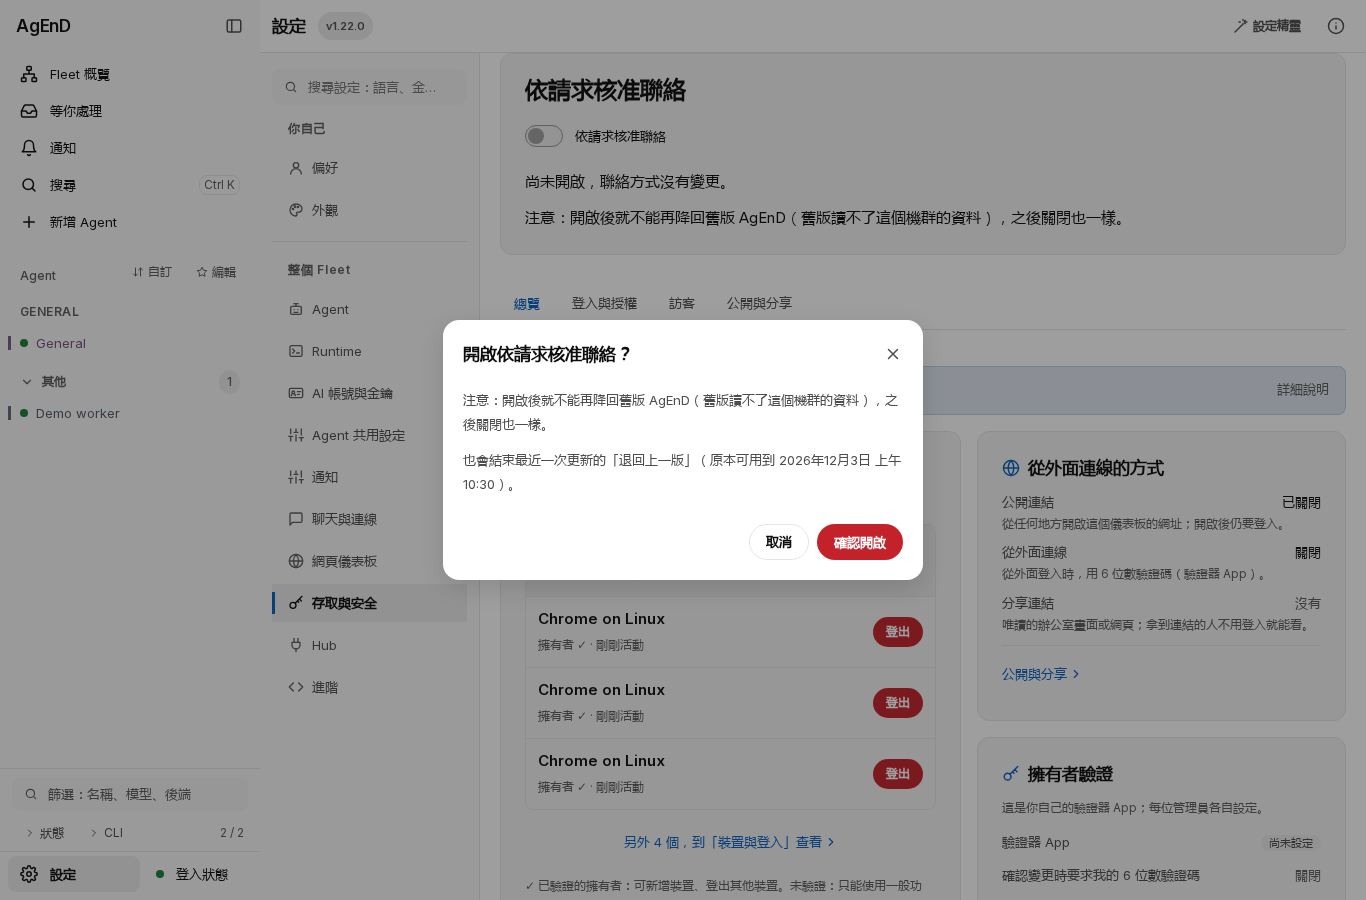 AgEnD
Fleet 概覽
等你處理
通知
搜尋
Ctrl K
新增 Agent
Agent
自訂
編輯
GENERAL
General
其他
1
Demo worker
篩選：名稱、模型、後端
狀態
CLI
2 / 2
設定
登入狀態
設定
v1.22.0
設定精靈
搜尋設定：語言、金…
你自己
偏好
外觀
整個 Fleet
Agent
Runtime
AI 帳號與金鑰
Agent 共用設定
通知
聊天與連線
網頁儀表板
存取與安全
Hub
進階
依請求核准聯絡
依請求核准聯絡
尚未開啟，聯絡方式沒有變更。
注意：開啟後就不能再降回舊版 AgEnD（舊版讀不了這個機群的資料），之後關閉也一樣。
總覽
登入與授權
訪客
公開與分享
詳細說明
開啟依請求核准聯絡？
注意：開啟後就不能再降回舊版 AgEnD（舊版讀不了這個機群的資料），之
後關閉也一樣。
也會結束最近一次更新的「退回上一版」（原本可用到 2026年12月3日 上午
10:30）。
取消
確認開啟
Chrome on Linux
擁有者 ✓ · 剛剛活動
登出
Chrome on Linux
擁有者 ✓ · 剛剛活動
登出
Chrome on Linux
擁有者 ✓ · 剛剛活動
登出
另外 4 個，到「裝置與登入」查看
✓ 已驗證的擁有者：可新增裝置、登出其他裝置。未驗證：只能使用一般功
從外面連線的方式
公開連結
已關閉
從任何地方開啟這個儀表板的網址；開啟後仍要登入。
從外面連線
關閉
從外面登入時，用 6 位數驗證碼（驗證器 App）。
分享連結
沒有
唯讀的辦公室畫面或網頁；拿到連結的人不用登入就能看。
公開與分享
擁有者驗證
這是你自己的驗證器 App；每位管理員各自設定。
驗證器 App
尚未設定
確認變更時要求我的 6 位數驗證碼
關閉